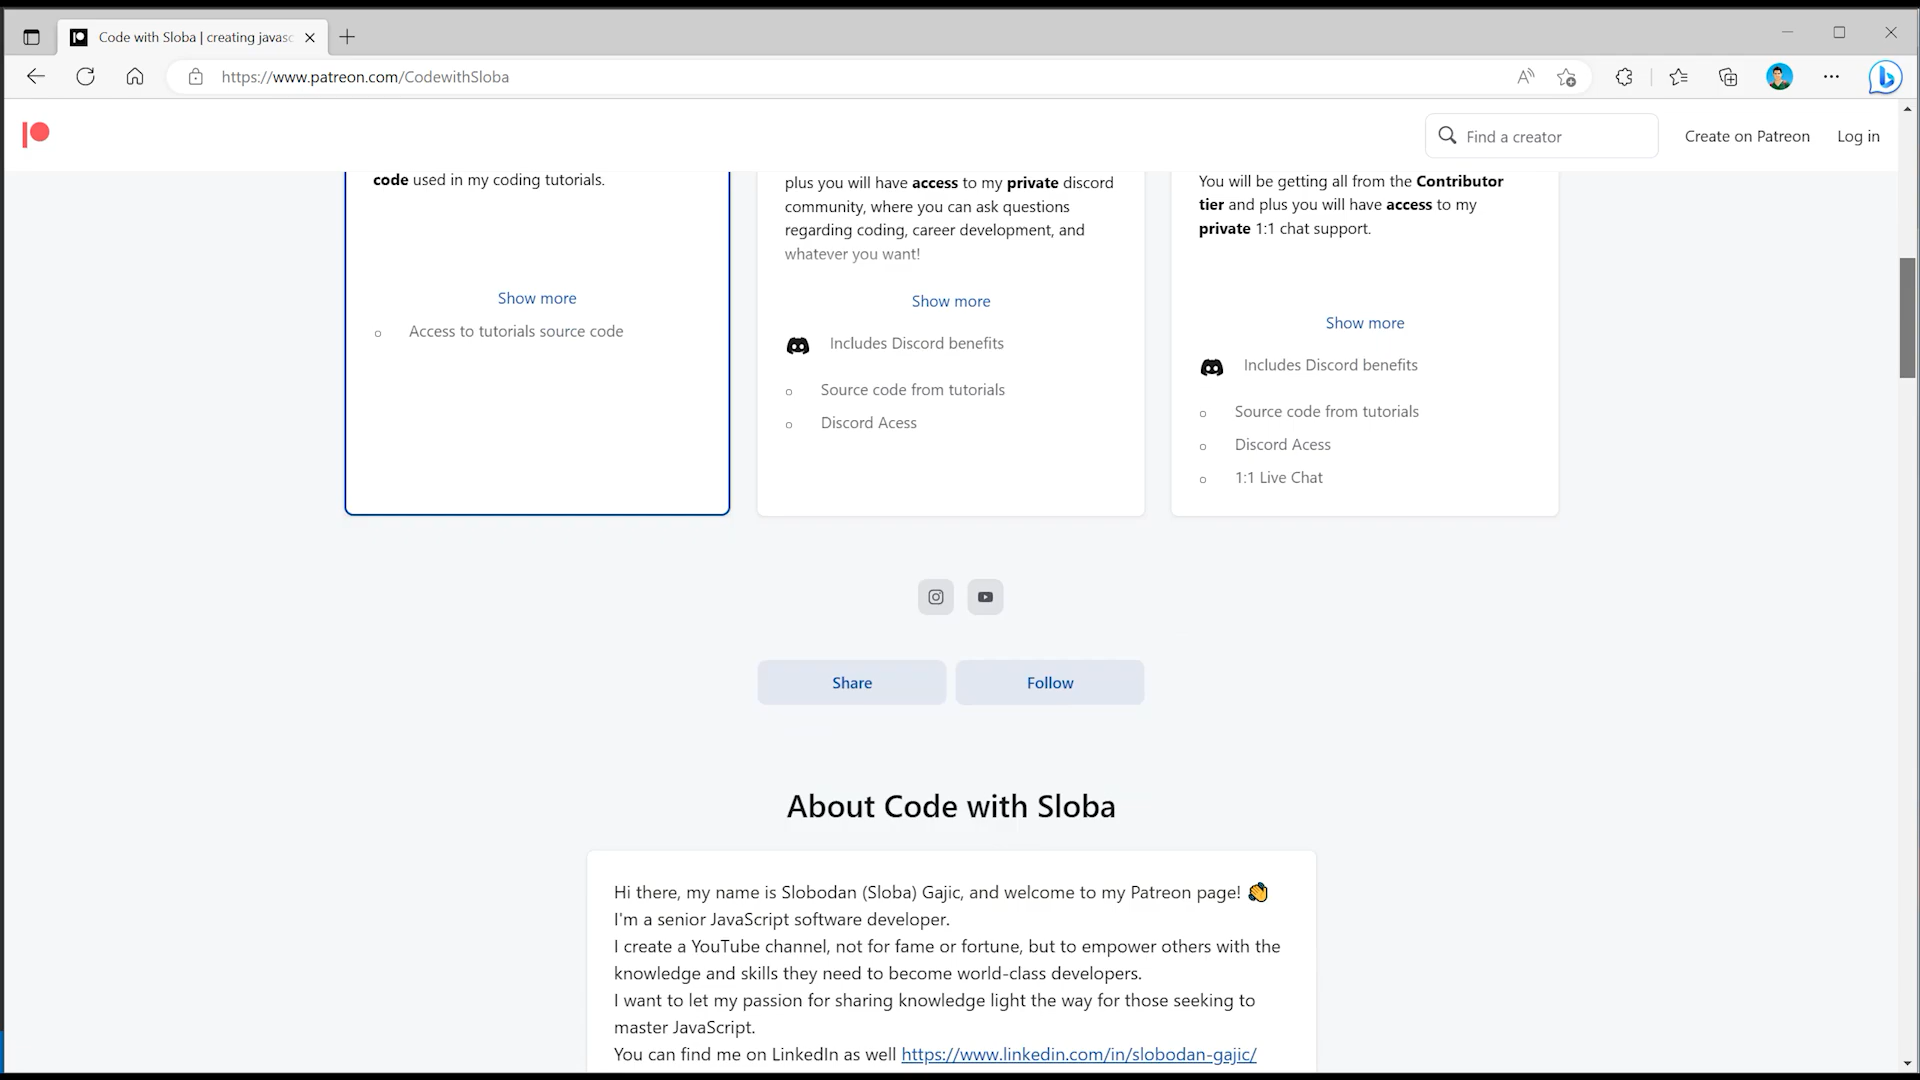 Code with Sloba | creating javasc
https://www.patreon.com/CodewithSloba
Find a creator
Create on Patreon
Log in
code used in my coding tutorials.
Show more
Access to tutorials source code
plus you will have access to my private discord
community, where you can ask questions
regarding coding, career development, and
whatever you want!
Show more
Includes Discord benefits
Source code from tutorials
Discord Acess
You will be getting all from the Contributor
tier and plus you will have access to my
private 1:1 chat support.
Show more
Includes Discord benefits
Source code from tutorials
Discord Acess
1:1 Live Chat
Share
Follow
About Code with Sloba
Hi there, my name is Slobodan (Sloba) Gajic, and welcome to my Patreon page! 👋
I'm a senior JavaScript software developer.
I create a YouTube channel, not for fame or fortune, but to empower others with the
knowledge and skills they need to become world-class developers.
I want to let my passion for sharing knowledge light the way for those seeking to
master JavaScript.
You can find me on LinkedIn as well https://www.linkedin.com/in/slobodan-gajic/